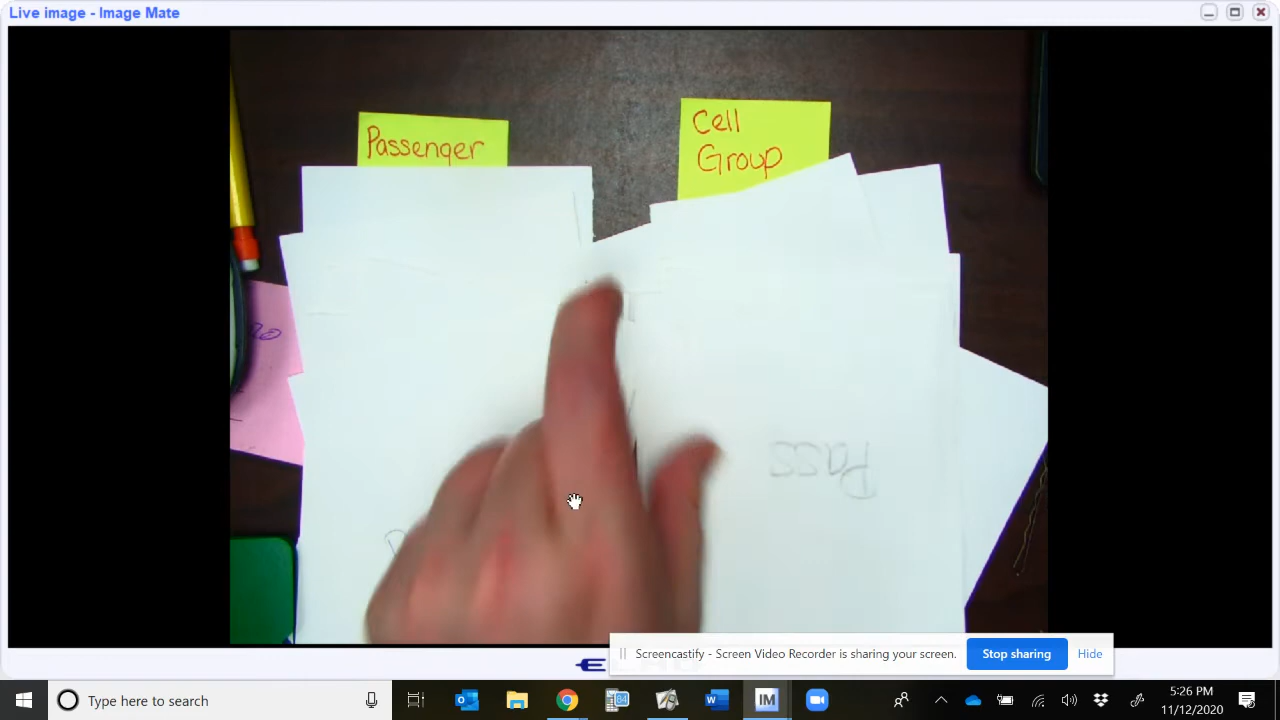 Live image - Image Mate
Passenger
Cell
Group
Pass
Screencastify - Screen Video Recorder is sharing your screen.
Stop sharing
Hide
Type here to search
IM
5:26 PM
11/12/2020